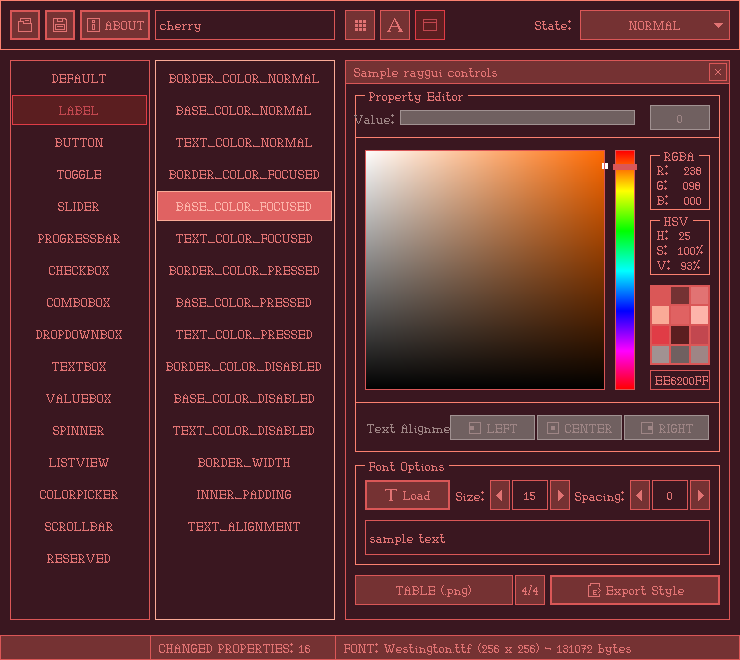 ABOUT
cherry
State:
NORMAL
DEFAULT
LABEL
BUTTON
TOGGLE
SLIDER
PROGRESSBAR
CHECKBOX
COMBOBOX
DROPDOWNBOX
TEXTBOX
VALUEBOX
SPINNER
LISTVIEW
COLORPICKER
SCROLLBAR
RESERVED
BORDER_COLOR_NORMAL
BASE_COLOR_NORMAL
TEXT_COLOR_NORMAL
BORDER_COLOR_FOCUSED
BASE_COLOR_FOCUSED
TEXT_COLOR_FOCUSED
BORDER_COLOR_PRESSED
BASE_COLOR_PRESSED
TEXT_COLOR_PRESSED
BORDER_COLOR_DISABLED
BASE_COLOR_DISABLED
TEXT_COLOR_DISABLED
BORDER_WIDTH
INNER_PADDING
TEXT_ALIGNMENT
Sample raygui controls
Property Editor
Value:
0
RGBA
R: 238
G: 098
B: 000
HSV
H: 25
S: 100%
V: 93%
EE6200FF
Text Alignme
LEFT
CENTER
RIGHT
Font Options
Load
Size:
15
Spacing:
0
sample text
TABLE (png)
4/4
Export Style
CHANGED PROPERTIES: 16
FONT: Westington.ttf (256 x 256) - 131072 bytes